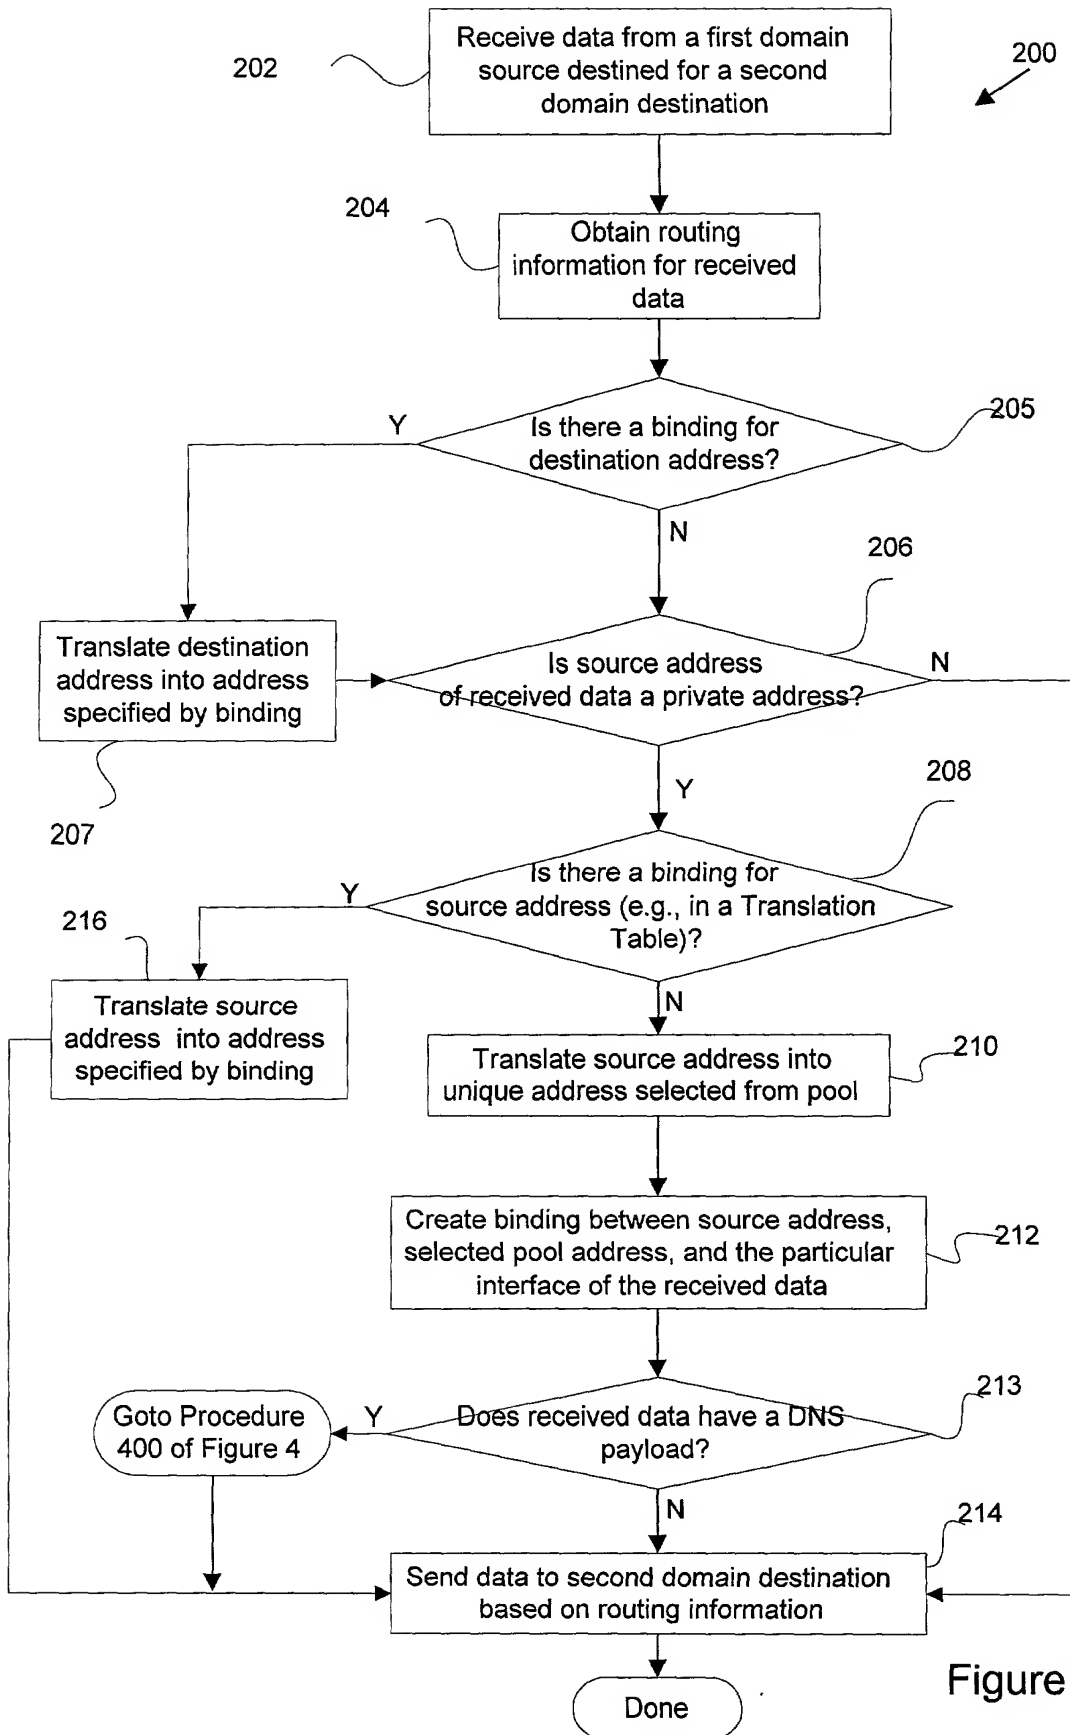 Receive data from a first domain
source destined for a second
domain destination
202
200
204
Obtain routing
information for received
data
205
Y
Is there a binding for
destination address?
N
206
Translate destination
address into address
specified by binding
Is source address
of received data a private address?
N
207
Y
208
Is there a binding for
source address (e.g., in a Translation
Table)?
Y
216
N
Translate source
address into address
specified by binding
Translate source address into
unique address selected from pool
210
Create binding between source address,
selected pool address, and the particular
interface of the received data
212
213
Goto Procedure
400 of Figure 4
Y
Does received data have a DNS
payload?
N
214
Send data to second domain destination
based on routing information
Done
Figure